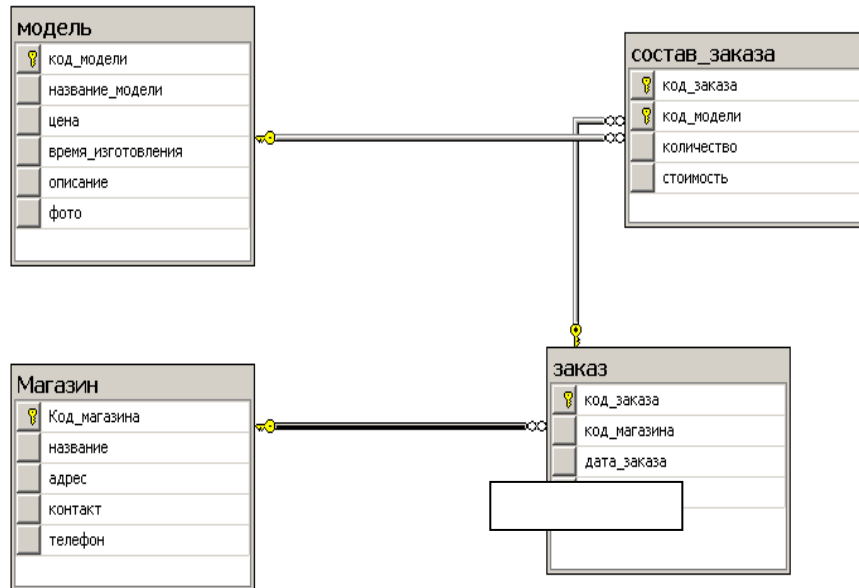 модель
код_модели
название_модели
цена
время_изготовления
описание
фото
состав_заказа
код_заказа
код_модели
количество
стоимость
Магазин
Код_магазина
название
адрес
контакт
телефон
заказ
код_заказа
код_магазина
дата_заказа